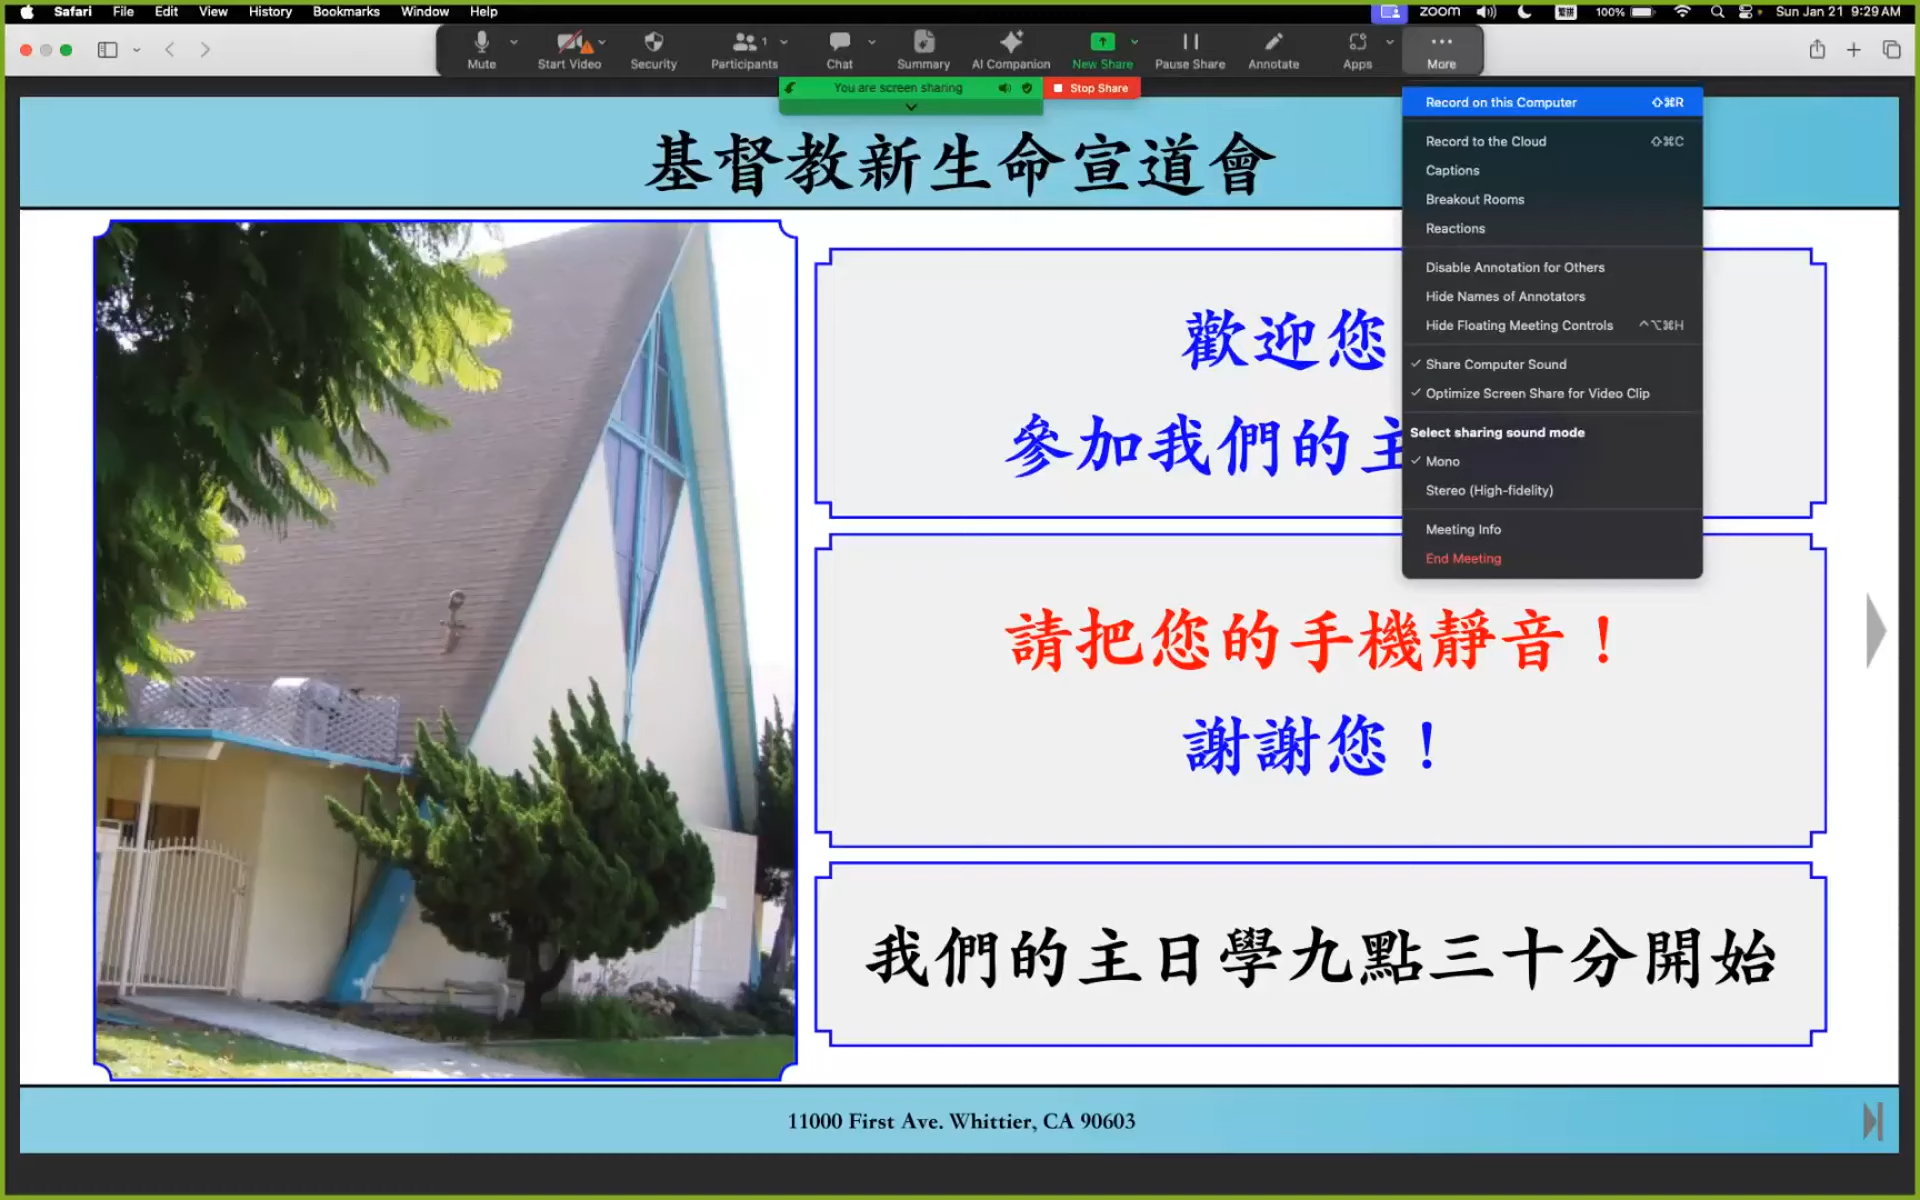 Safari File Edit View History Bookmarks Window Help zoom 繁拼 100% Sun Jan 21 9:29 AM
Mute Start Video Security Participants 1 Chat Summary AI Companion New Share Pause Share Annotate Apps More
You are screen sharing Stop Share
Record on this Computer ⇧⌘R
Record to the Cloud ⇧⌘C
Captions
Breakout Rooms
Reactions
Disable Annotation for Others
Hide Names of Annotators
Hide Floating Meeting Controls ^⌥⌘H
✓ Share Computer Sound
✓ Optimize Screen Share for Video Clip
Select sharing sound mode
✓ Mono
Stereo (High-fidelity)
Meeting Info
End Meeting
基督教新生命宣道會
歡迎您
參加我們的主
請把您的手機靜音！
謝謝您！
我們的主日學九點三十分開始
11000 First Ave. Whittier, CA 90603